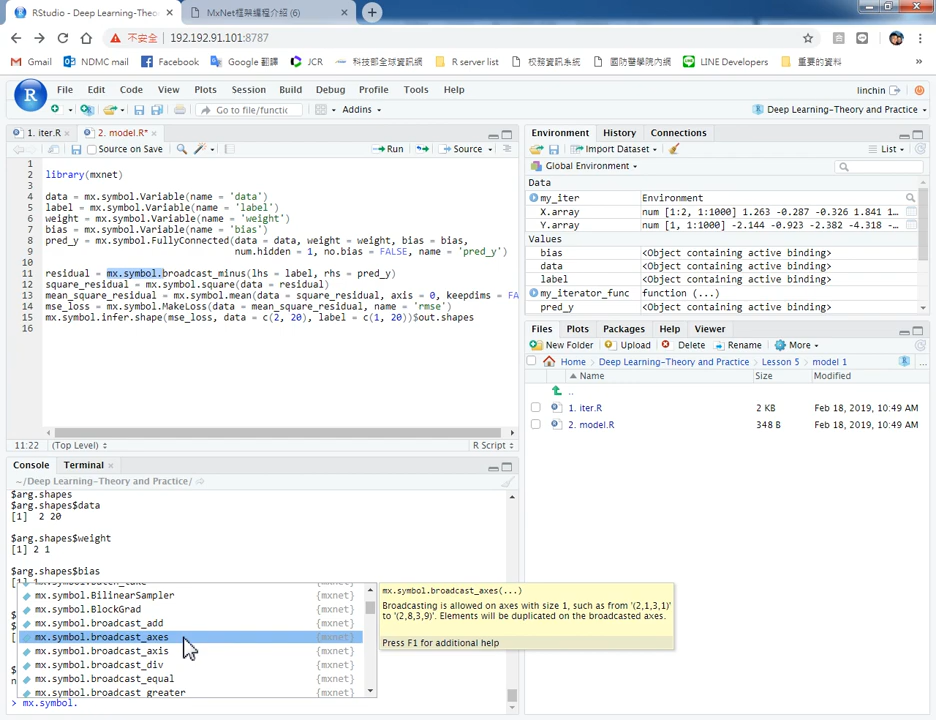 RStudio - Deep Learning-Theo
MxNet框架編程介紹 (6)
不安全
192.192.91.101:8787
Gmail
NDMC mail
Facebook
Google 翻譯
JCR
科技部全球資訊網
R server list
校務資訊系統
國防醫學院內網
LINE Developers
重要的資料
»
R
File Edit Code View Plots Session Build Debug Profile Tools Help
linchin
Go to file/functic
Addins
Deep Learning-Theory and Practice
1. iter.R
2. model.R*
Source on Save
Run
Source
1
2 library(mxnet)
3
4 data = mx.symbol.Variable(name = 'data')
5 label = mx.symbol.Variable(name = 'label')
6 weight = mx.symbol.Variable(name = 'weight')
7 bias = mx.symbol.Variable(name = 'bias')
8 pred_y = mx.symbol.FullyConnected(data = data, weight = weight, bias = bias,
9 num.hidden = 1, no.bias = FALSE, name = 'pred_y')
10
11 residual = mx.symbol.broadcast_minus(lhs = label, rhs = pred_y)
12 square_residual = mx.symbol.square(data = residual)
13 mean_square_residual = mx.symbol.mean(data = square_residual, axis = 0, keepdims = FA
14 mse_loss = mx.symbol.MakeLoss(data = mean_square_residual, name = 'rmse')
15 mx.symbol.infer.shape(mse_loss, data = c(2, 20), label = c(1, 20))$out.shapes
16
11:22
(Top Level)
R Script
Console
Terminal
~/Deep Learning-Theory and Practice/
$arg.shapes
$arg.shapes$data
[1]  2 20
$arg.shapes$weight
[1] 2 1
$arg.shapes$bias
[1] 1
mx.symbol.BilinearSampler {mxnet}
mx.symbol.BlockGrad {mxnet}
mx.symbol.broadcast_add {mxnet}
mx.symbol.broadcast_axes {mxnet}
mx.symbol.broadcast_axis {mxnet}
mx.symbol.broadcast_div {mxnet}
mx.symbol.broadcast_equal {mxnet}
mx.symbol.broadcast_greater {mxnet}
> mx.symbol.
mx.symbol.broadcast_axes(...)
Broadcasting is allowed on axes with size 1, such as from '(2,1,3,1)'
to '(2,8,3,9)'. Elements will be duplicated on the broadcasted axes.
Press F1 for additional help
Environment
History
Connections
Import Dataset
List
Global Environment
Data
my_iter Environment
X.array num [1:2, 1:1000] 1.263 -0.287 -0.326 1.841 1
Y.array num [1, 1:1000] -2.144 -0.923 -2.382 -4.318 -…
Values
bias <Object containing active binding>
data <Object containing active binding>
label <Object containing active binding>
my_iterator_func function (...)
pred_y <Object containing active binding>
Files
Plots
Packages
Help
Viewer
New Folder
Upload
Delete
Rename
More
Home
Deep Learning-Theory and Practice
Lesson 5
model 1
...
Name Size Modified
..
1. iter.R 2 KB Feb 18, 2019, 10:49 AM
2. model.R 348 B Feb 18, 2019, 10:49 AM